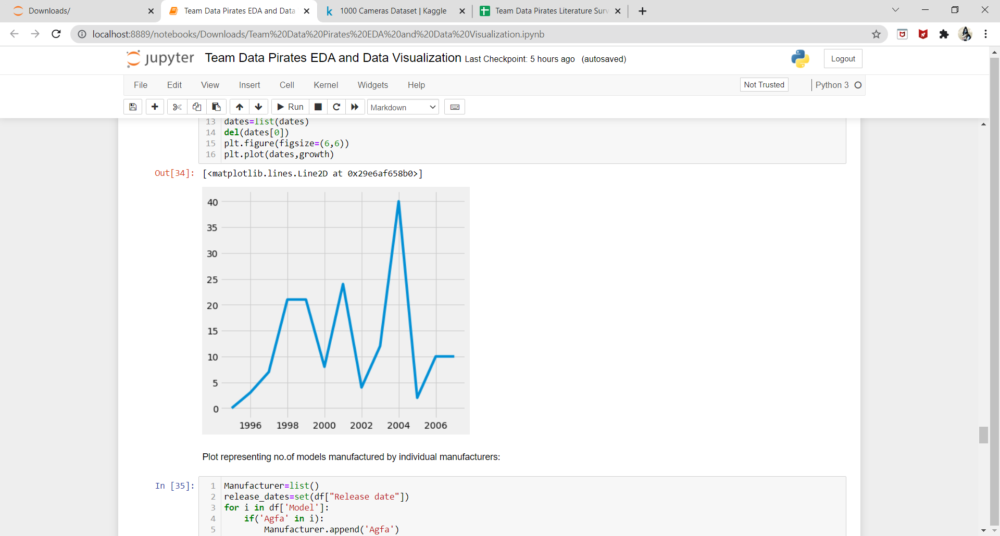 Downloads/
Team Data Pirates EDA and Data
1000 Cameras Dataset | Kaggle
Team Data Pirates Literature Surv
localhost:8889/notebooks/Downloads/Team%20Data%20Pirates%20EDA%20and%20Data%20Visualization.ipynb
jupyter Team Data Pirates EDA and Data Visualization Last Checkpoint: 5 hours ago (autosaved)
Logout
File Edit View Insert Cell Kernel Widgets Help
Not Trusted
Python 3
Run
Markdown
13 dates=list(dates)
14 del(dates[0])
15 plt.figure(figsize=(6,6))
16 plt.plot(dates,growth)
Out[34]: [<matplotlib.lines.Line2D at 0x29e6af658b0>]
40
35
30
25
20
15
10
5
0
1996 1998 2000 2002 2004 2006
Plot representing no.of models manufactured by individual manufacturers:
In [35]:
1 Manufacturer=list()
2 release_dates=set(df["Release date"])
3 for i in df['Model']:
4 if('Agfa' in i):
5 Manufacturer.append('Agfa')